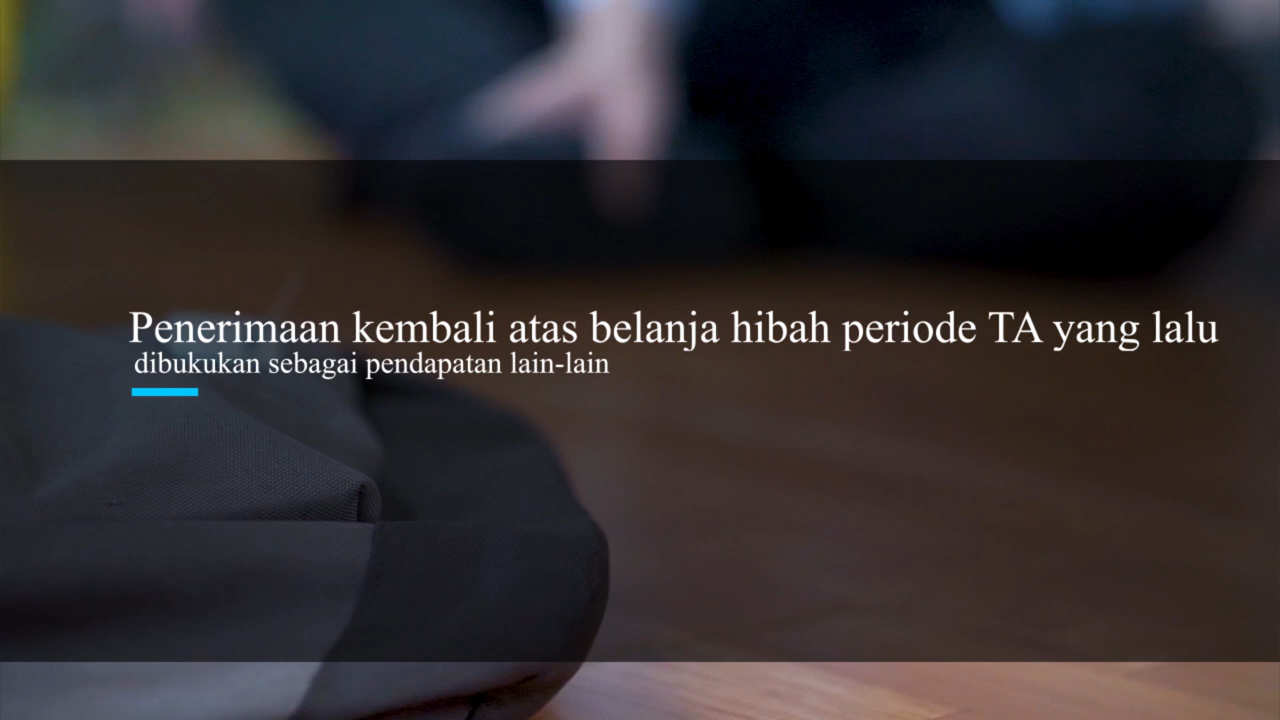 Penerimaan kembali atas belanja hibah periode TA yang lalu
dibukukan sebagai pendapatan lain-lain